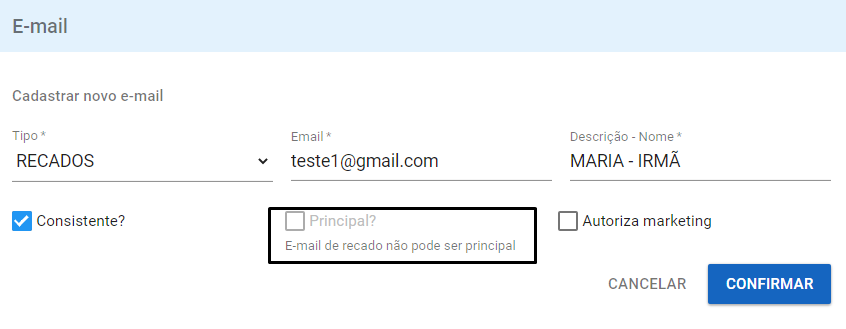 E-mail
Cadastrar novo e-mail
Tipo * Email * Descrição - Nome *
RECADOS teste1@gmail.com MARIA - IRMÃ
Consistente? Principal? Autoriza marketing
E-mail de recado não pode ser principal
CANCELAR CONFIRMAR